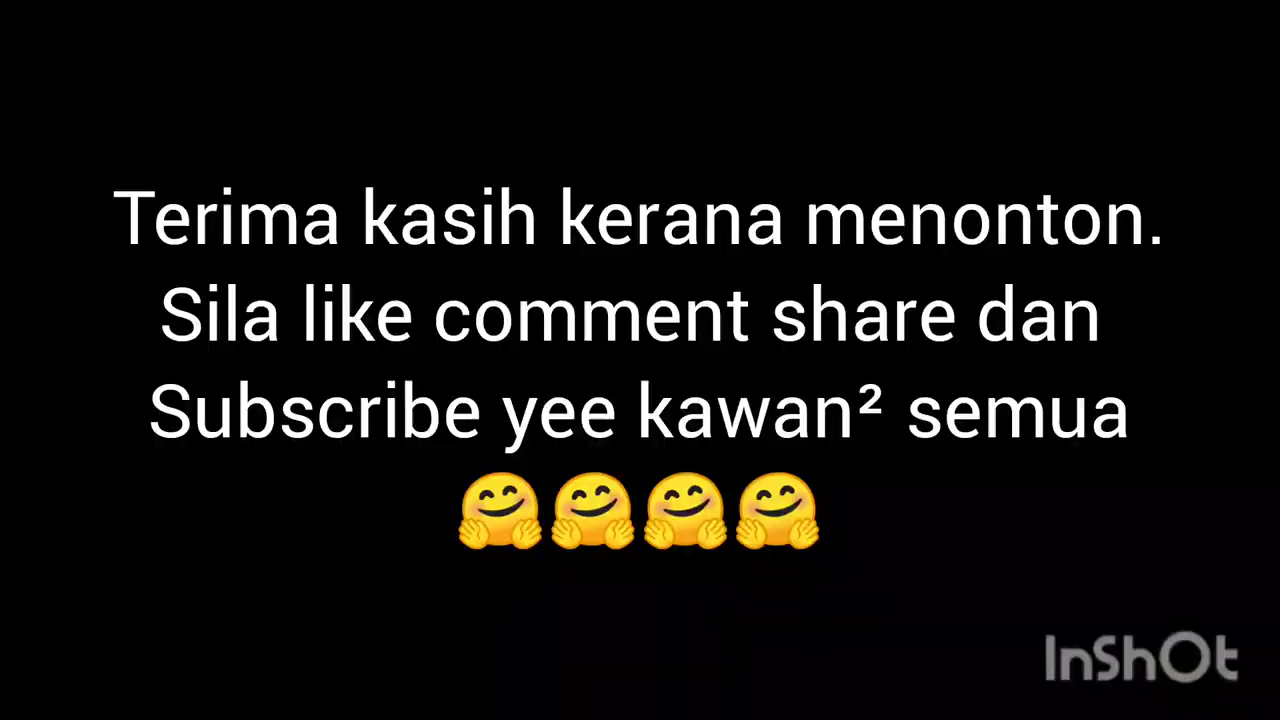 Terima kasih kerana menonton.
Sila like comment share dan
Subscribe yee kawan² semua
🤗🤗🤗🤗
InShOt